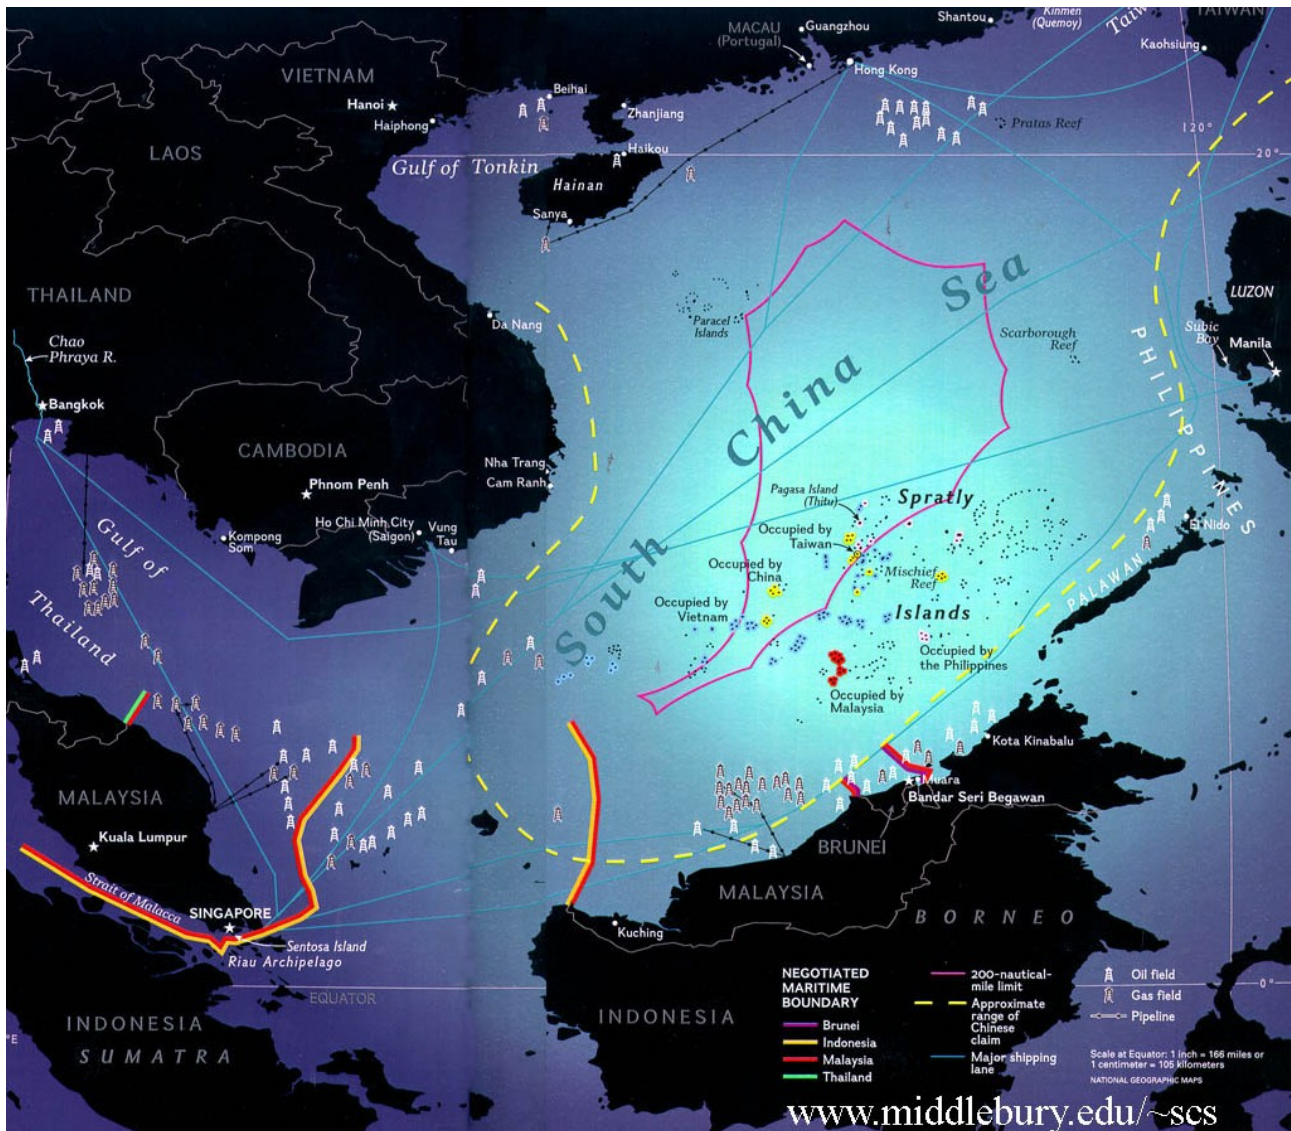 Guangzhou
MACAU
(Portugal)
Shantou
Kinmen
(Quemoy)
TAIWAN
Kaohsiung
Hong Kong
VIETNAM
Hanoi
Haiphong
Beihai
Zhanjiang
Pratas Reef
120°
20°
LAOS
Gulf of Tonkin
Haikou
Hainan
Sanya
THAILAND
Chao
Phraya R.
Da Nang
Paracel
Islands
South China Sea
Scarborough
Reef
LUZON
Subic
Bay
Manila
PHILIPPINES
Bangkok
CAMBODIA
Phnom Penh
Nha Trang
Cam Ranh
Ho Chi Minh City
(Saigon)
Vung
Tau
Kompong
Som
Gulf of
Thailand
Pagasa Island
(Thitu)
Spratly
Islands
Occupied by
Taiwan
Occupied by
China
Mischief
Reef
Occupied by
Vietnam
Occupied by
the Philippines
Occupied by
Malaysia
El Nido
PALAWAN
Kota Kinabalu
Muara
Bandar Seri Begawan
BRUNEI
MALAYSIA
Kuala Lumpur
Strait of Malacca
SINGAPORE
Sentosa Island
Riau Archipelago
MALAYSIA
BORNEO
Kuching
EQUATOR
0°
INDONESIA
SUMATRA
°E
INDONESIA
NEGOTIATED
MARITIME
BOUNDARY
Brunei
Indonesia
Malaysia
Thailand
200-nautical-
mile limit
Approximate
range of
Chinese
claim
Major shipping
lane
Oil field
Gas field
Pipeline
Scale at Equator: 1 inch = 166 miles or
1 centimeter = 105 kilometers
NATIONAL GEOGRAPHIC MAPS
www.middlebury.edu/~scs